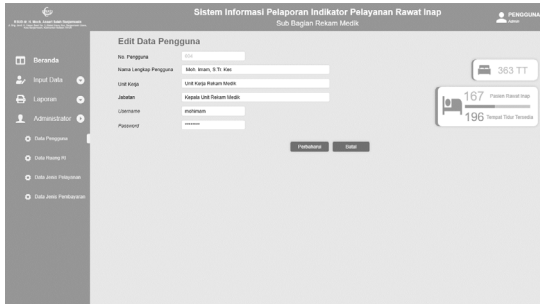 Sistem Informasi Pelaporan Indikator Pelayanan Rawat Inap
Sub Bagian Rekam Medik
PENGGUNA
Admin
Beranda
Input Data
Laporan
Administrator
Data Pengguna
Data Ruang RI
Data Jenis Pelayanan
Data Jenis Pembayaran
Edit Data Pengguna
No. Pengguna
Nama Lengkap Pengguna
Moh. Imam, S.Tr. Kes
Unit Kerja
Unit Kerja Rekam Medik
Jabatan
Kepala Unit Rekam Medik
Username
mohimam
Password
********
Perbaharui
Batal
363 TT
167 Pasien Rawat Inap
196 Tempat Tidur Tersedia